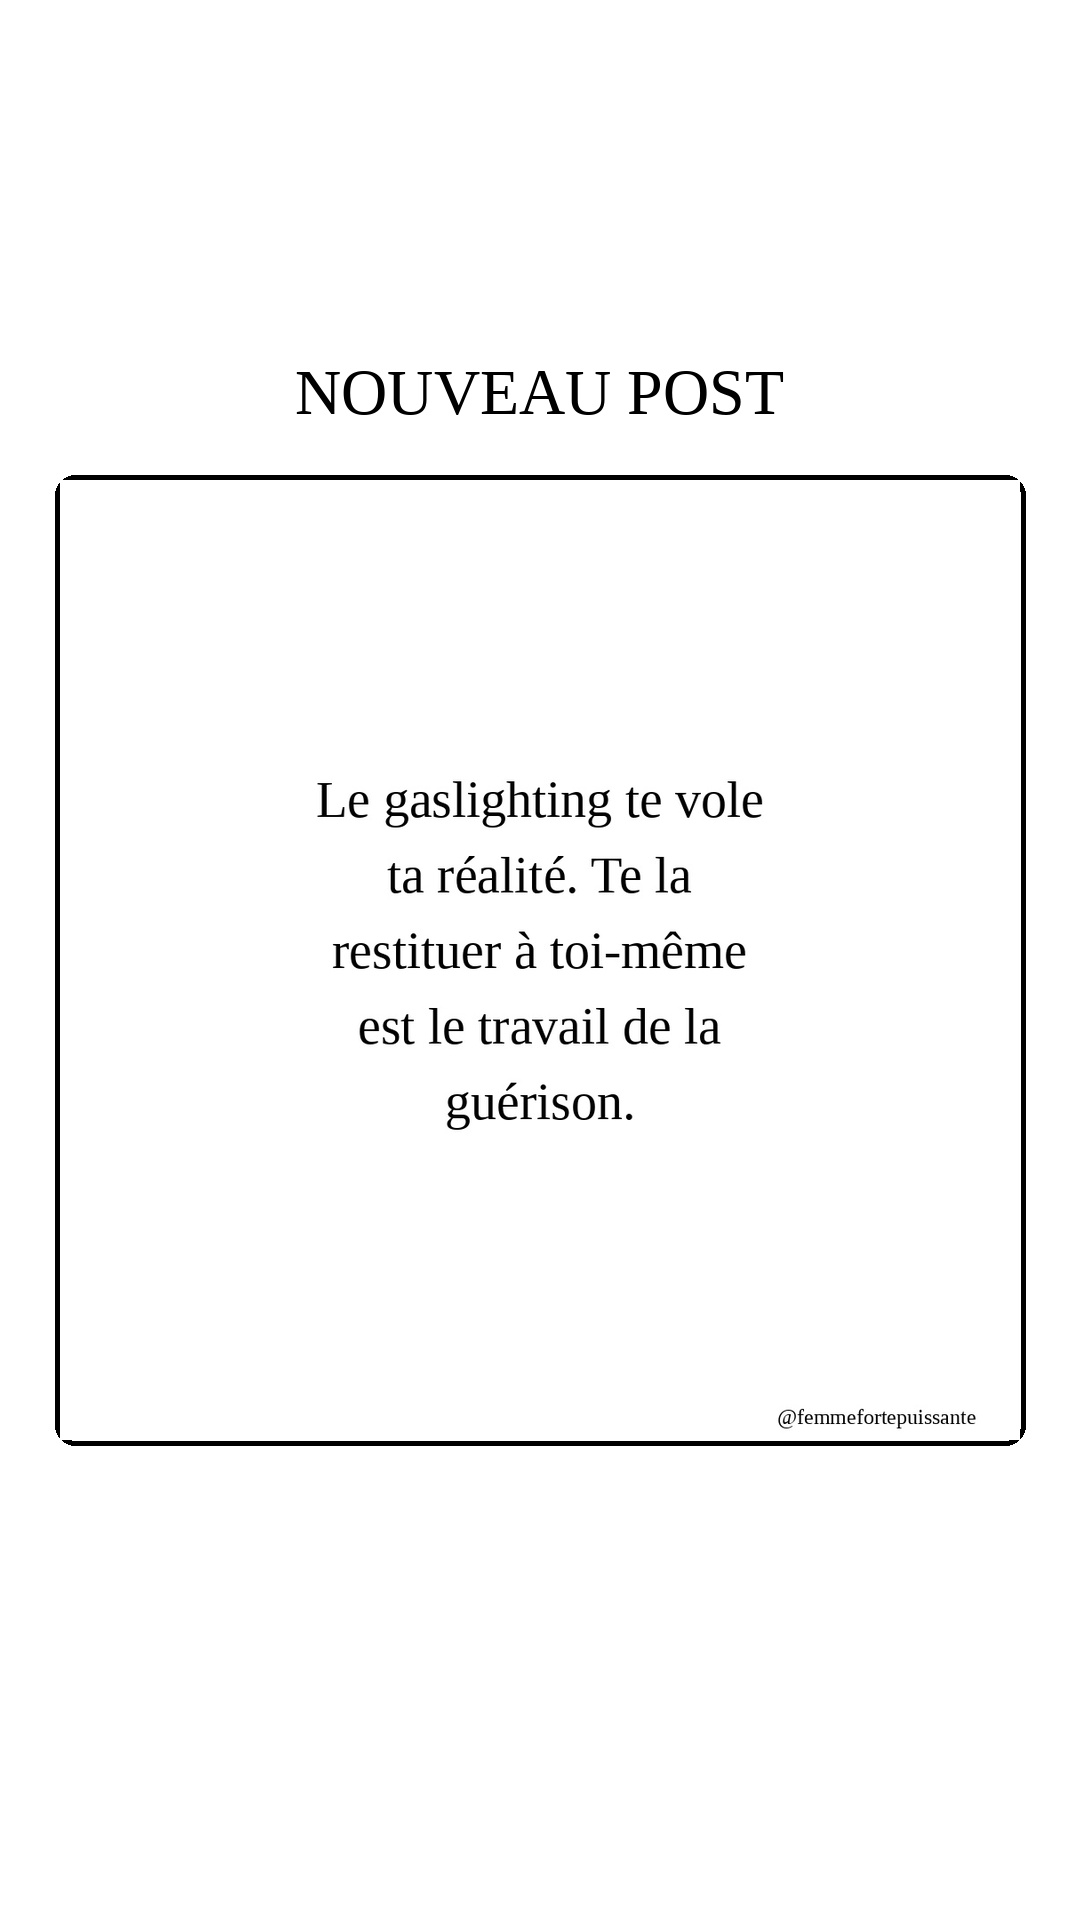 NOUVEAU POST
Le gaslighting te vole
ta réalité. Te la
restituer à toi-même
est le travail de la
guérison.
@femmefortepuissante